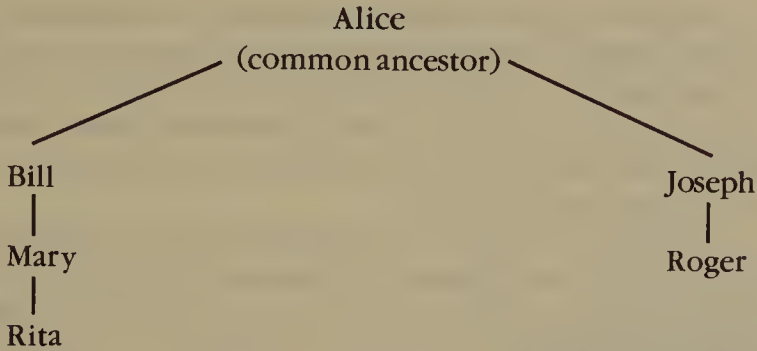 Alice
(common ancestor)
Bill
Joseph
Mary
Roger
Rita